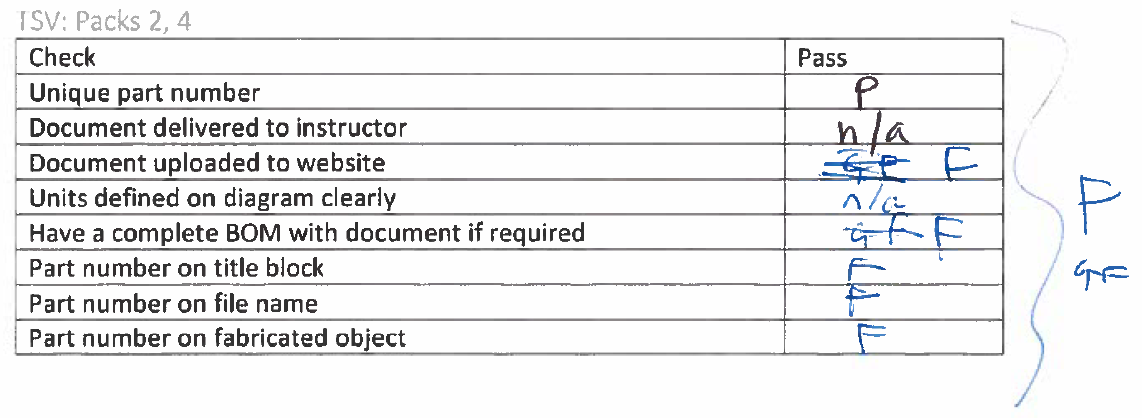 TSV: Packs 2, 4
Check Pass
Unique part number P
Document delivered to instructor n/a
Document uploaded to website GF F
Units defined on diagram clearly n/a
Have a complete BOM with document if required GF F
Part number on title block F
Part number on file name F
Part number on fabricated object F
P
GF